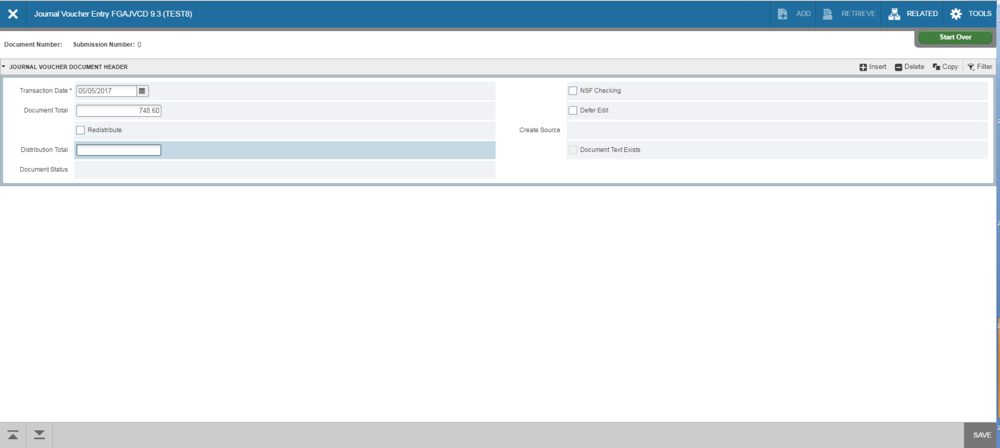 Journal Voucher Entry FGAJVCD 9.3 (TEST8) ADD RETRIEVE RELATED TOOLS
Start Over
Document Number: Submission Number: 0
JOURNAL VOUCHER DOCUMENT HEADER Insert Delete Copy Filter
Transaction Date * 05/05/2017 NSF Checking
Document Total 748.60 Defer Edit
Redistribute Create Source
Distribution Total Document Text Exists
Document Status
SAVE